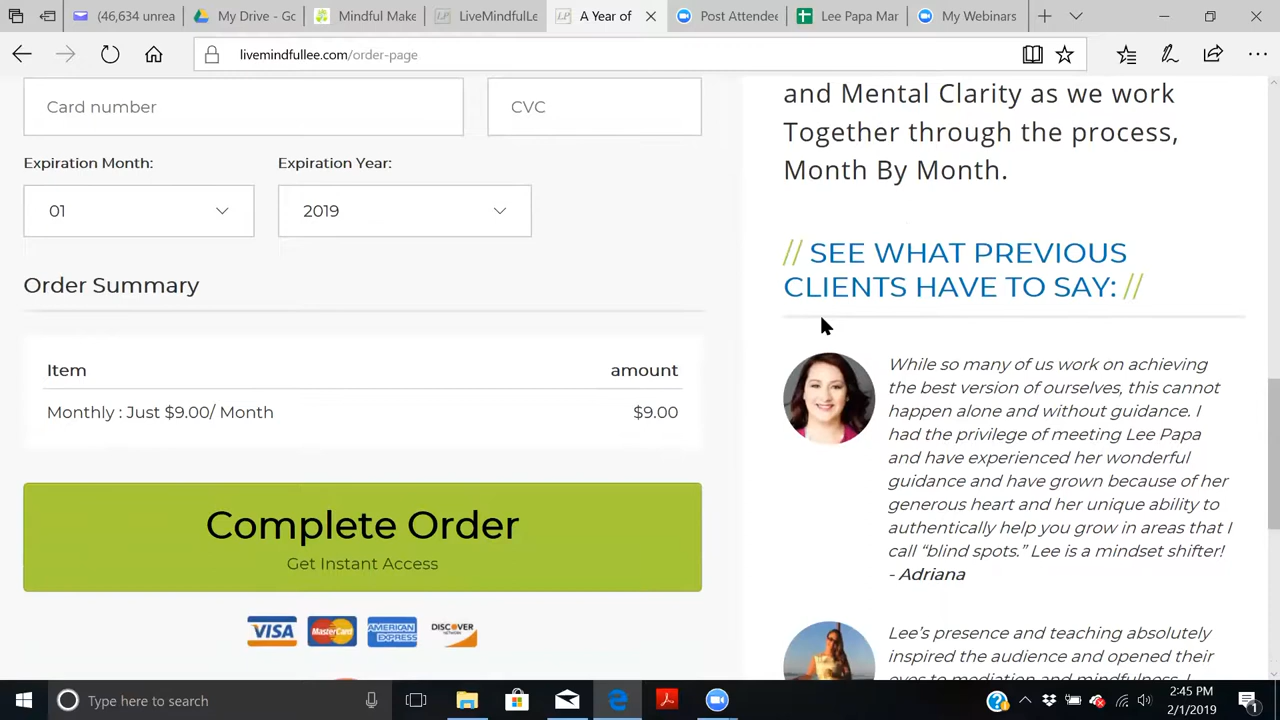 (46,634 unrea
My Drive - Go
Mindful Make
LiveMindfulLe
A Year of
Post Attendee
Lee Papa Mar
My Webinars
livemindfullee.com/order-page
Card number
CVC
Expiration Month:
Expiration Year:
01
2019
Order Summary
Item
amount
Monthly : Just $9.00/ Month
$9.00
Complete Order
Get Instant Access
VISA
MasterCard
AMERICAN
EXPRESS
DISCOVER
NETWORK
and Mental Clarity as we work
Together through the process,
Month By Month.
// SEE WHAT PREVIOUS
CLIENTS HAVE TO SAY: //
While so many of us work on achieving
the best version of ourselves, this cannot
happen alone and without guidance. I
had the privilege of meeting Lee Papa
and have experienced her wonderful
guidance and have grown because of her
generous heart and her unique ability to
authentically help you grow in areas that I
call “blind spots.” Lee is a mindset shifter!
- Adriana
Lee’s presence and teaching absolutely
inspired the audience and opened their
eyes to mediation and mindfulness. I
Type here to search
2:45 PM
2/1/2019
1